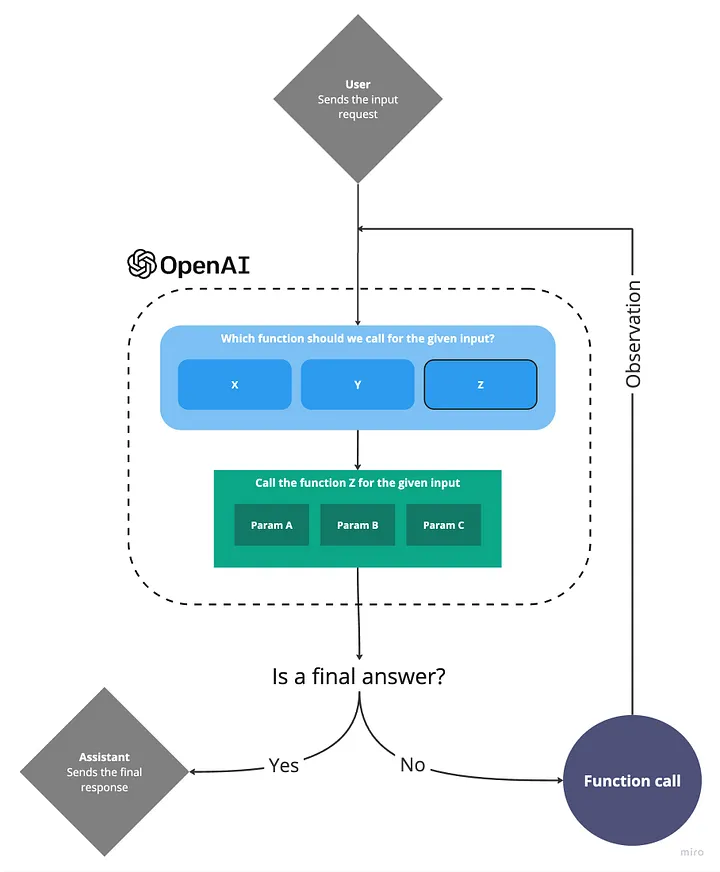 User
Sends the input
request
OpenAI
Which function should we call for the given input?
X
Y
Z
Observation
Call the function Z for the given input
Param A
Param B
Param C
Is a final answer?
Yes
No
Assistant
Sends the final
response
Function call
miro